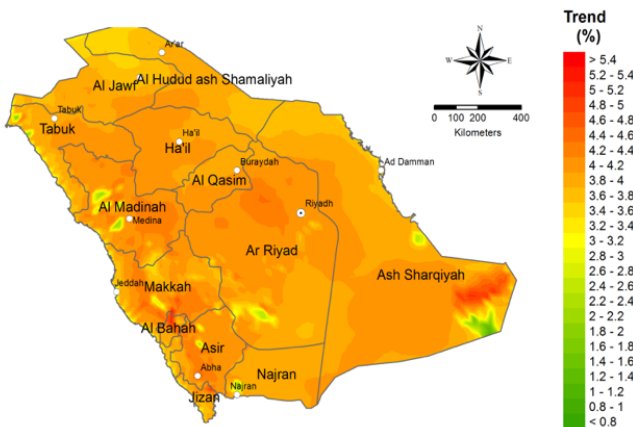 Trend
(%)
> 5.4
5.2 - 5.4
5 - 5.2
4.8 - 5
4.6 - 4.8
4.4 - 4.6
4.2 - 4.4
4 - 4.2
3.8 - 4
3.6 - 3.8
3.4 - 3.6
3.2 - 3.4
3 - 3.2
2.8 - 3
2.6 - 2.8
2.4 - 2.6
2.2 - 2.4
2 - 2.2
1.8 - 2
1.6 - 1.8
1.4 - 1.6
1.2 - 1.4
1 - 1.2
0.8 - 1
< 0.8
N
W
E
S
0
100
200
400
Kilometers
Ar'ar
Al Jawf
Al Hudud ash Shamaliyah
Tabuk
Tabuk
Ha'il
Ha'il
Buraydah
Ad Damman
Al Qasim
Al Madinah
Medina
Riyadh
Ar Riyad
Ash Sharqiyah
Jeddah
Makkah
Al Bahah
Asir
Abha
Najran
Najran
Jizan